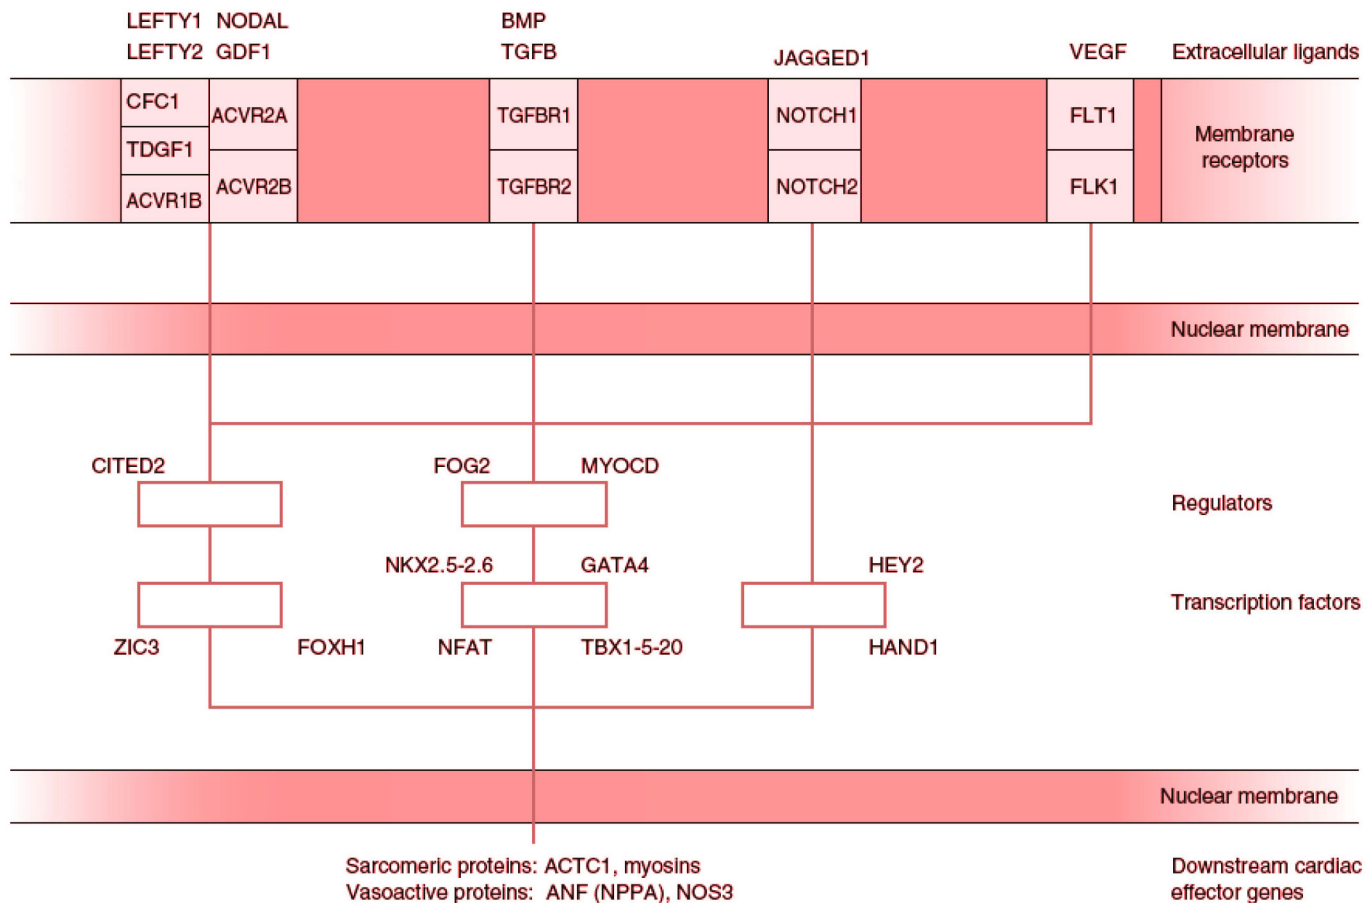 LEFTY1 NODAL BMP
LEFTY2 GDF1 TGFB JAGGED1 VEGF Extracellular ligands
CFC1 ACVR2A TGFBR1 NOTCH1 FLT1 Membrane
TDGF1 receptors
ACVR1B ACVR2B TGFBR2 NOTCH2 FLK1
Nuclear membrane
CITED2 FOG2 MYOCD
Regulators
NKX2.5-2.6 GATA4 HEY2
Transcription factors
ZIC3 FOXH1 NFAT TBX1-5-20 HAND1
Nuclear membrane
Sarcomeric proteins: ACTC1, myosins Downstream cardiac
Vasoactive proteins: ANF (NPPA), NOS3 effector genes